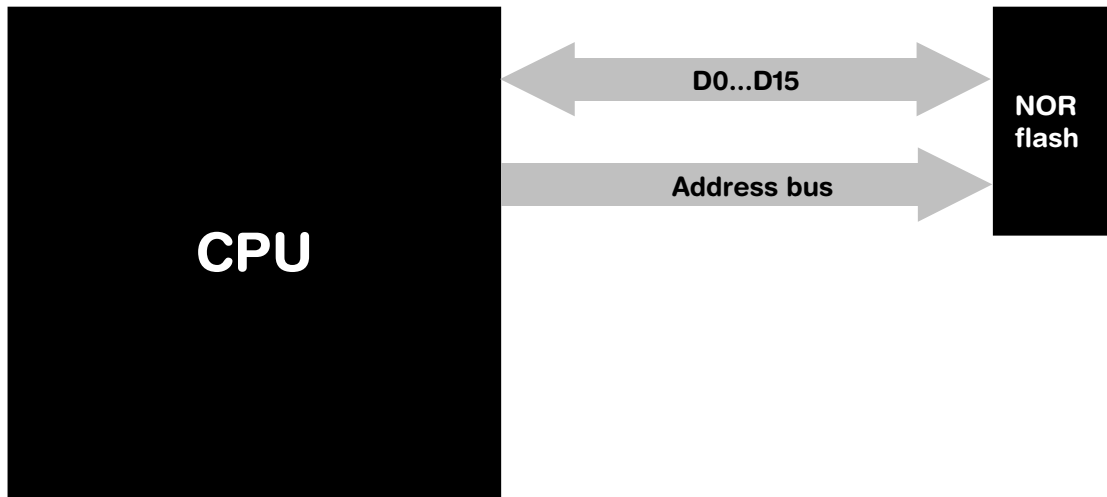 D0...D15
NOR
flash
Address bus
CPU